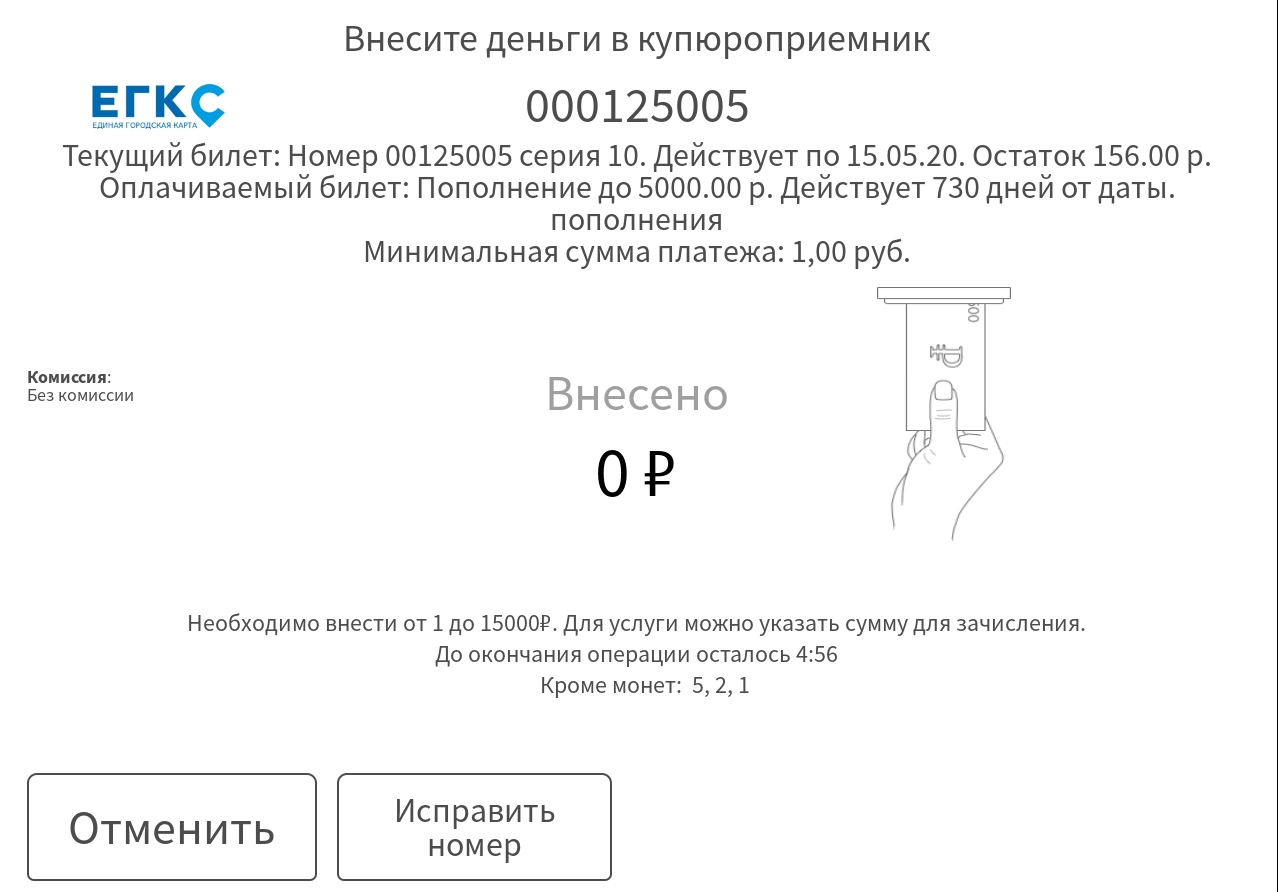 Внесите деньги в купюроприемник
ЕГКС
ЕДИНАЯ ГОРОДСКАЯ КАРТА
000125005
Текущий билет: Номер 00125005 серия 10. Действует по 15.05.20. Остаток 156.00 р.
Оплачиваемый билет: Пополнение до 5000.00 р. Действует 730 дней от даты.
пополнения
Минимальная сумма платежа: 1,00 руб.
500
₽
Комиссия:
Без комиссии
Внесено
0 ₽
Необходимо внести от 1 до 15000₽. Для услуги можно указать сумму для зачисления.
До окончания операции осталось 4:56
Кроме монет:  5, 2, 1
Отменить
Исправить
номер